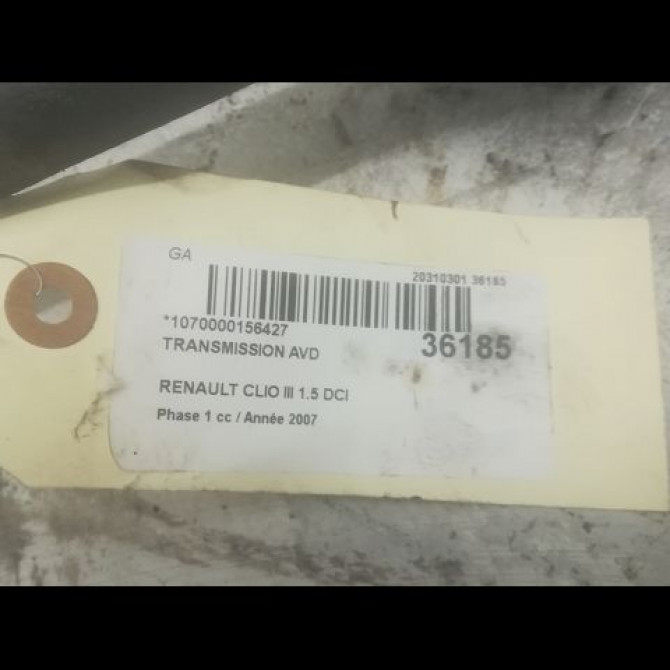 GA
20210301 36185
*1070000156427
36185
TRANSMISSION AVD
RENAULT CLIO III 1.5 DCI
Phase 1 cc / Année 2007